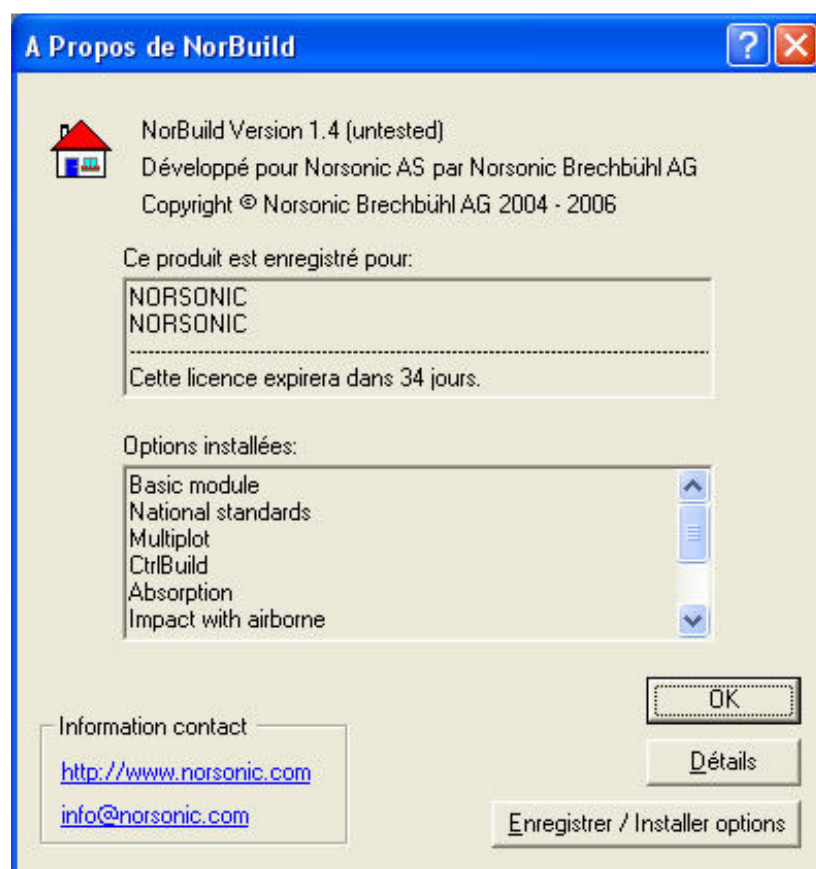 A Propos de NorBuild
NorBuild Version 1.4 (untested)
Développé pour Norsonic AS par Norsonic Brechbühl AG
Copyright © Norsonic Brechbühl AG 2004 - 2006
Ce produit est enregistré pour:
NORSONIC
NORSONIC
Cette licence expirera dans 34 jours.
Options installées:
Basic module
National standards
Multiplot
CtrlBuild
Absorption
Impact with airborne
OK
Information contact
Détails
http://www.norsonic.com
info@norsonic.com
Enregistrer / Installer options